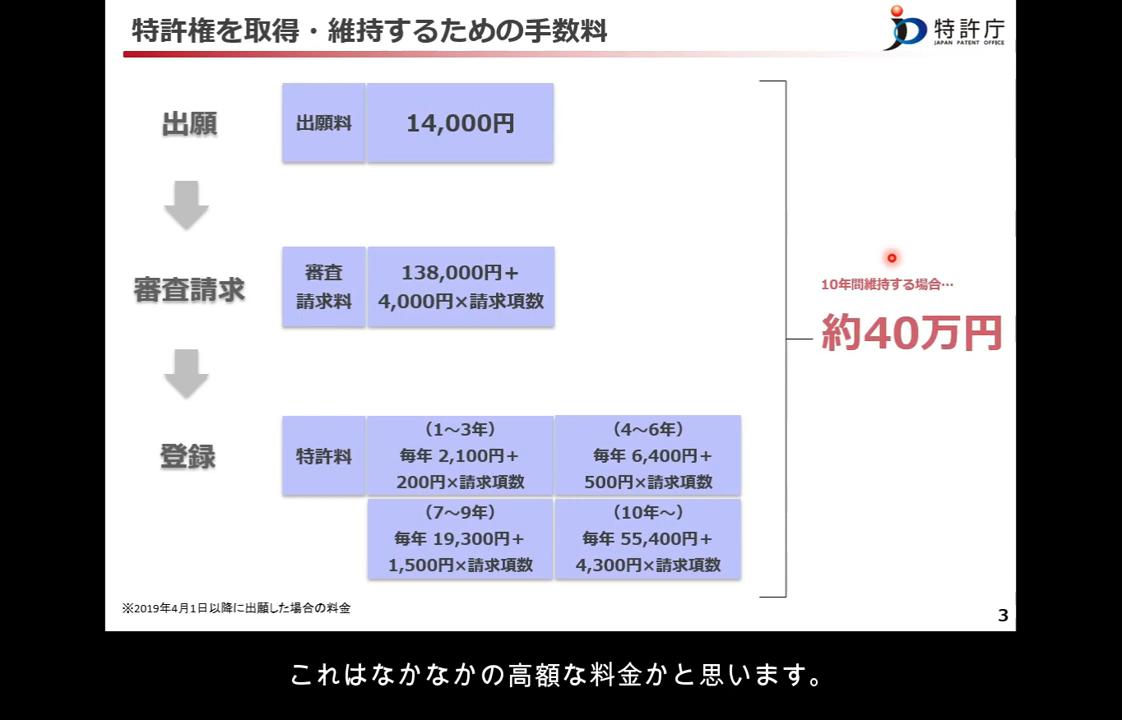 特許権を取得・維持するための手数料
特許庁
JAPAN PATENT OFFICE
出願
出願料
14,000円
審査請求
審査
請求料
138,000円＋
4,000円×請求項数
登録
特許料
（1～3年）
毎年 2,100円＋
200円×請求項数
（4～6年）
毎年 6,400円＋
500円×請求項数
（7～9年）
毎年 19,300円＋
1,500円×請求項数
（10年～）
毎年 55,400円＋
4,300円×請求項数
10年間維持する場合…
約40万円
※2019年4月1日以降に出願した場合の料金
3
これはなかなかの高額な料金かと思います。